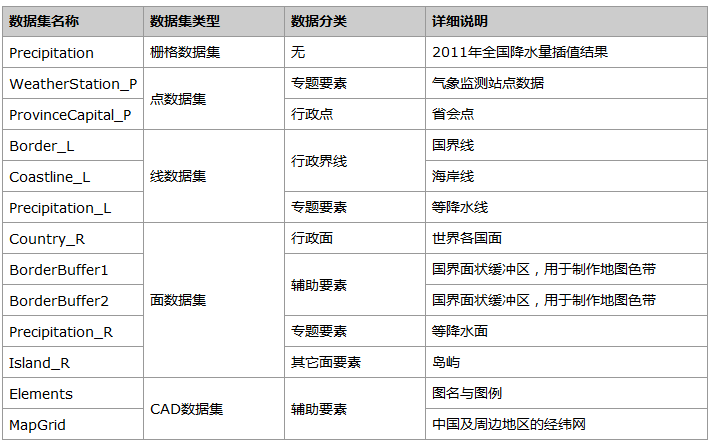 数据集名称 数据集类型 数据分类 详细说明
Precipitation 栅格数据集 无 2011年全国降水量插值结果
WeatherStation_P 点数据集 专题要素 气象监测站点数据
ProvinceCapital_P 行政点 省会点
Border_L 线数据集 行政界线 国界线
Coastline_L 海岸线
Precipitation_L 专题要素 等降水线
Country_R 面数据集 行政面 世界各国面
BorderBuffer1 辅助要素 国界面状缓冲区，用于制作地图色带
BorderBuffer2 国界面状缓冲区，用于制作地图色带
Precipitation_R 专题要素 等降水面
Island_R 其它面要素 岛屿
Elements CAD数据集 辅助要素 图名与图例
MapGrid 中国及周边地区的经纬网